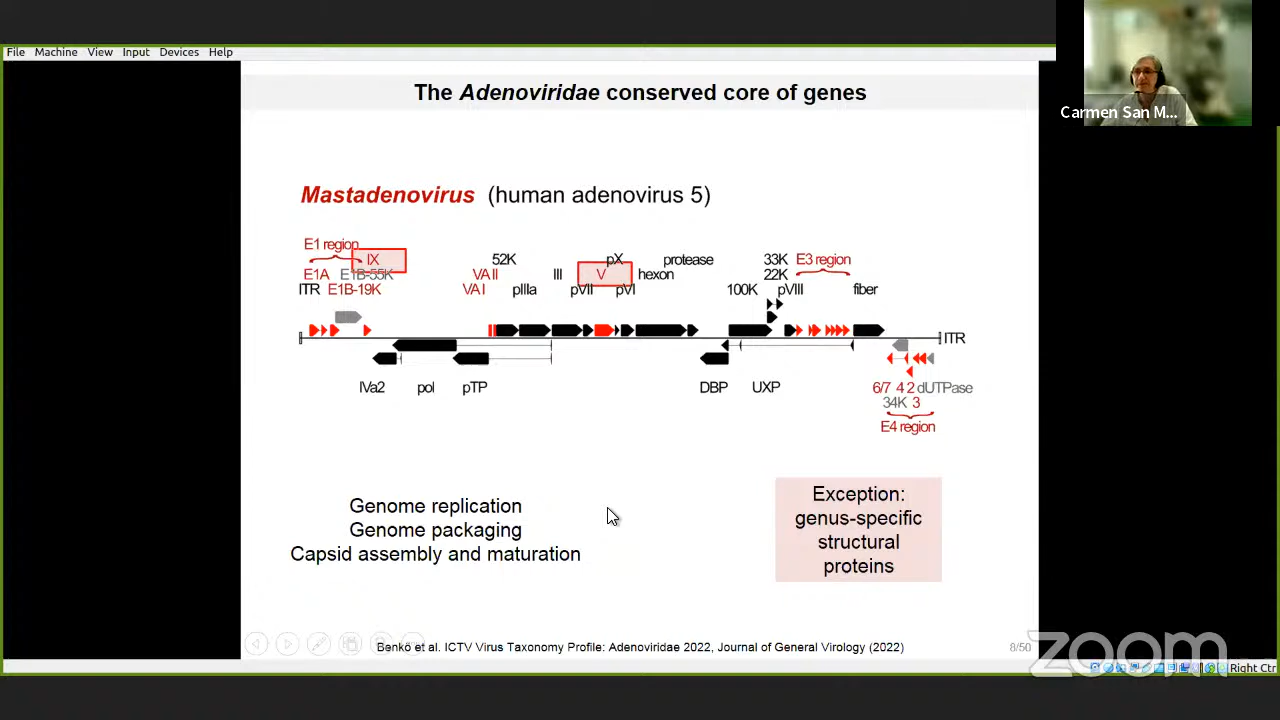 File Machine View Input Devices Help
Carmen San M...
The Adenoviridae conserved core of genes
Mastadenovirus (human adenovirus 5)
E1 region
IX
52K
pX
protease
33K
E3 region
E1A
E1B-55K
VA II
III
V
hexon
22K
ITR
E1B-19K
VA I
pIIIa
pVII
pVI
100K
pVIII
fiber
ITR
IVa2
pol
pTP
DBP
UXP
6/7 4 2 dUTPase
34K 3
E4 region
Genome replication
Genome packaging
Capsid assembly and maturation
Exception:
genus-specific
structural
proteins
Benkö et al. ICTV Virus Taxonomy Profile: Adenoviridae 2022, Journal of General Virology (2022)
8/50
zoom
Right Ctrl